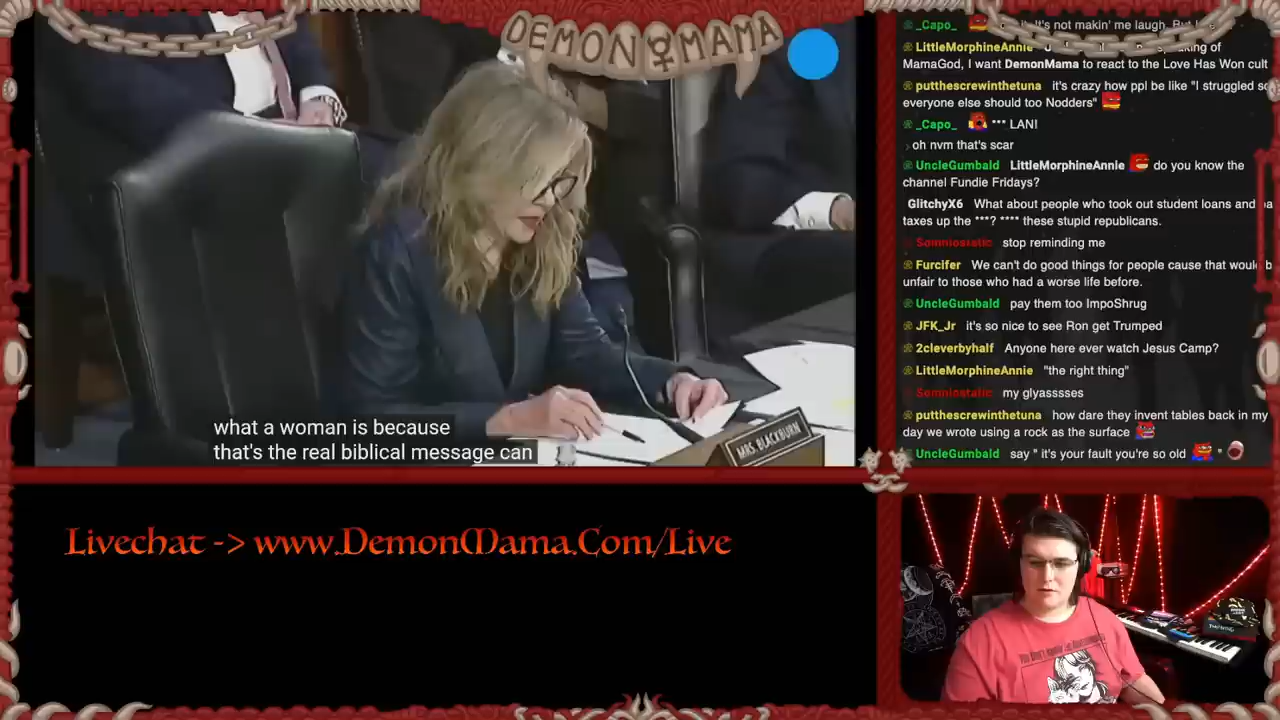 DEMON MAMA
_Capo_ it. It's not makin' me laugh. But I
LittleMorphineAnnie
MamaGod, I want DemonMama to react to the Love Has Won cult
putthescrewinthetuna it's crazy how ppl be like "I struggled so
everyone else should too Nodders"
_Capo_ *** LAN!
oh nvm that's scar
UncleGumbald LittleMorphineAnnie do you know the
channel Fundie Fridays?
GlitchyX6 What about people who took out student loans and
taxes up the ***? **** these stupid republicans.
Somniostatic stop reminding me
Furcifer We can't do good things for people cause that would b
unfair to those who had a worse life before.
UncleGumbald pay them too ImpoShrug
JFK_Jr it's so nice to see Ron get Trumped
2cleverbyhalf Anyone here ever watch Jesus Camp?
LittleMorphineAnnie "the right thing"
Somniostatic my glyasssses
putthescrewinthetuna how dare they invent tables back in my
day we wrote using a rock as the surface
UncleGumbald say " it's your fault you're so old "
what a woman is because
that's the real biblical message can
MRS. BLACKBURN
Livechat -> www.DemonMama.Com/Live